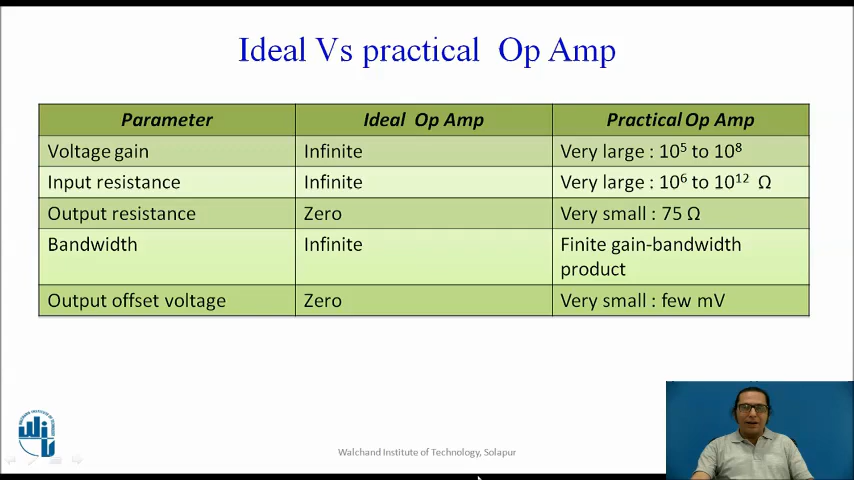 Ideal Vs practical Op Amp
Parameter Ideal Op Amp Practical Op Amp
Voltage gain Infinite Very large : 10⁵ to 10⁸
Input resistance Infinite Very large : 10⁶ to 10¹² Ω
Output resistance Zero Very small : 75 Ω
Bandwidth Infinite Finite gain-bandwidth
product
Output offset voltage Zero Very small : few mV
Walchand Institute of Technology, Solapur